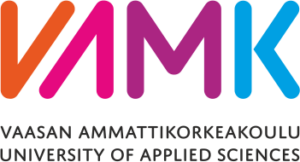 VAMK
VAASAN AMMATTIKORKEAKOULU
UNIVERSITY OF APPLIED SCIENCES